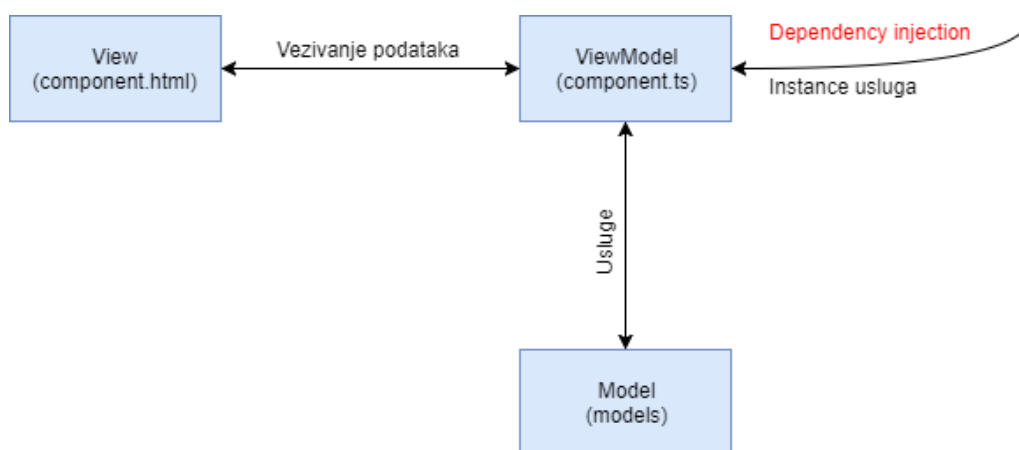 View
(component.html)
Vezivanje podataka
ViewModel
(component.ts)
Dependency injection
Instance usluga
Usluge
Model
(models)